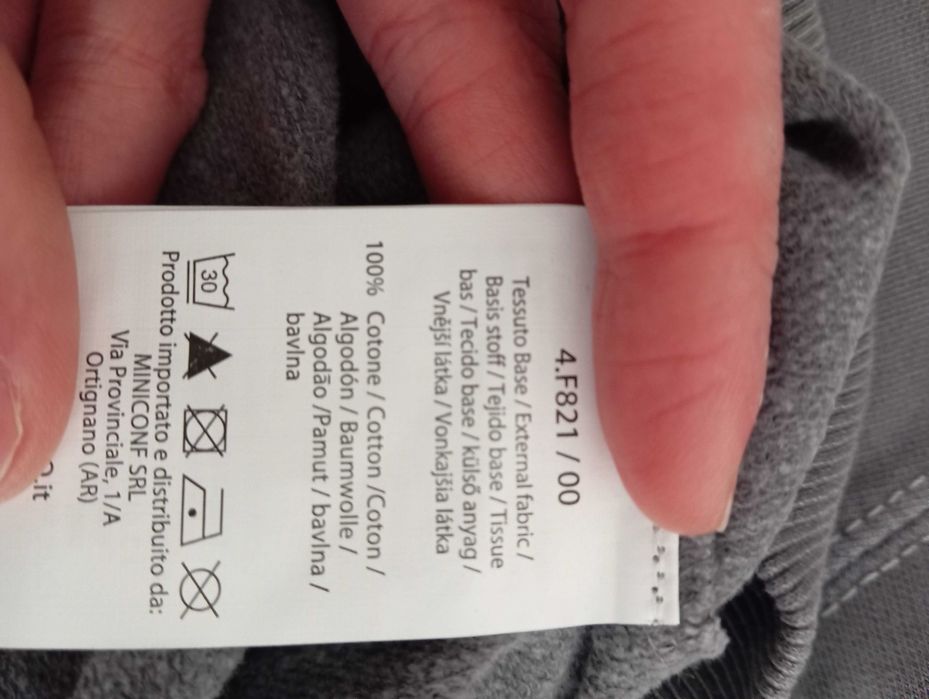 4.F821 / 00
Tessuto Base / External fabric /
Basis stoff / Tejido base / Tissue
bas / Tecido base / külső anyag /
Vnější látka / Vonkajšia látka
100% Cotone / Cotton /Coton /
Algodón / Baumwolle /
Algodão /Pamut / bavlna /
bavlna
30
Prodotto importato e distribuito da:
MINICONF SRL
Via Provinciale, 1/A
Ortignano (AR)
.it